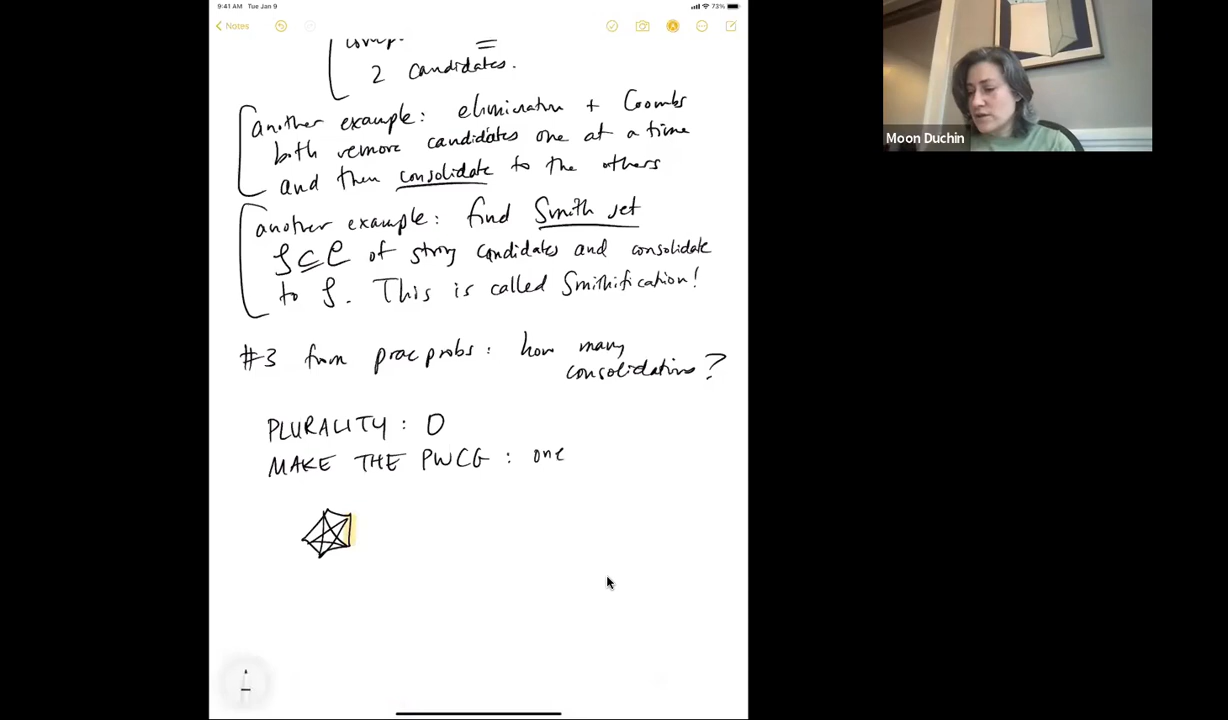 9:41 AM Tue Jan 9
73%
Notes
2 candidates.
another example: elimination + Coombs
both remove candidates one at a time
and then consolidate to the others
another example: find Smith set
S ⊆ C of strong candidates and consolidate
to S. This is called Smithification!
#3 from prac probs: how many
consolidations?
PLURALITY: 0
MAKE THE PWCG: one
Moon Duchin